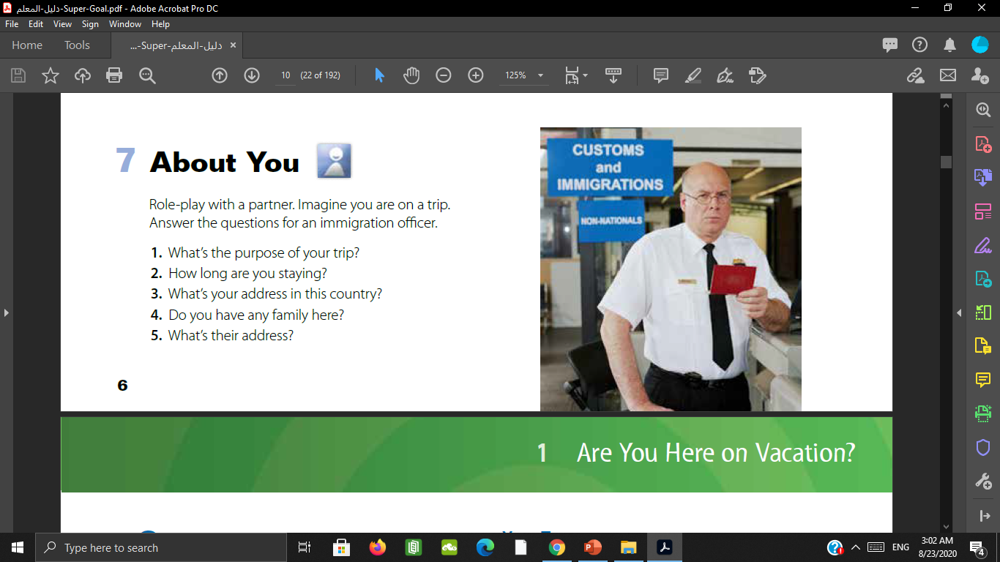 دليل-المعلم-Super-Goal.pdf - Adobe Acrobat Pro DC
File Edit View Sign Window Help
Home Tools دليل-المعلم-Super-... ×
10 (22 of 192) 125%
7 About You
Role-play with a partner. Imagine you are on a trip.
Answer the questions for an immigration officer.
1. What’s the purpose of your trip?
2. How long are you staying?
3. What’s your address in this country?
4. Do you have any family here?
5. What’s their address?
6
CUSTOMS
and
IMMIGRATIONS
NON-NATIONALS
1 Are You Here on Vacation?
Type here to search
ENG
3:02 AM
8/23/2020
4